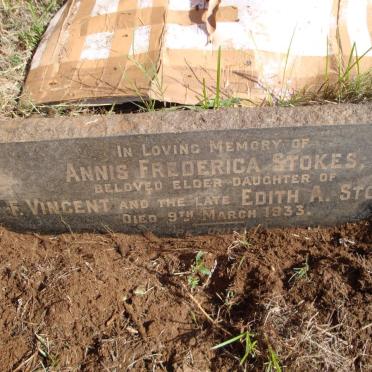 IN LOVING MEMORY OF
ANNIS FREDERICA STOKES.
BELOVED ELDER DAUGHTER OF
F. VINCENT AND THE LATE EDITH A. STO
DIED 9TH MARCH 1933.